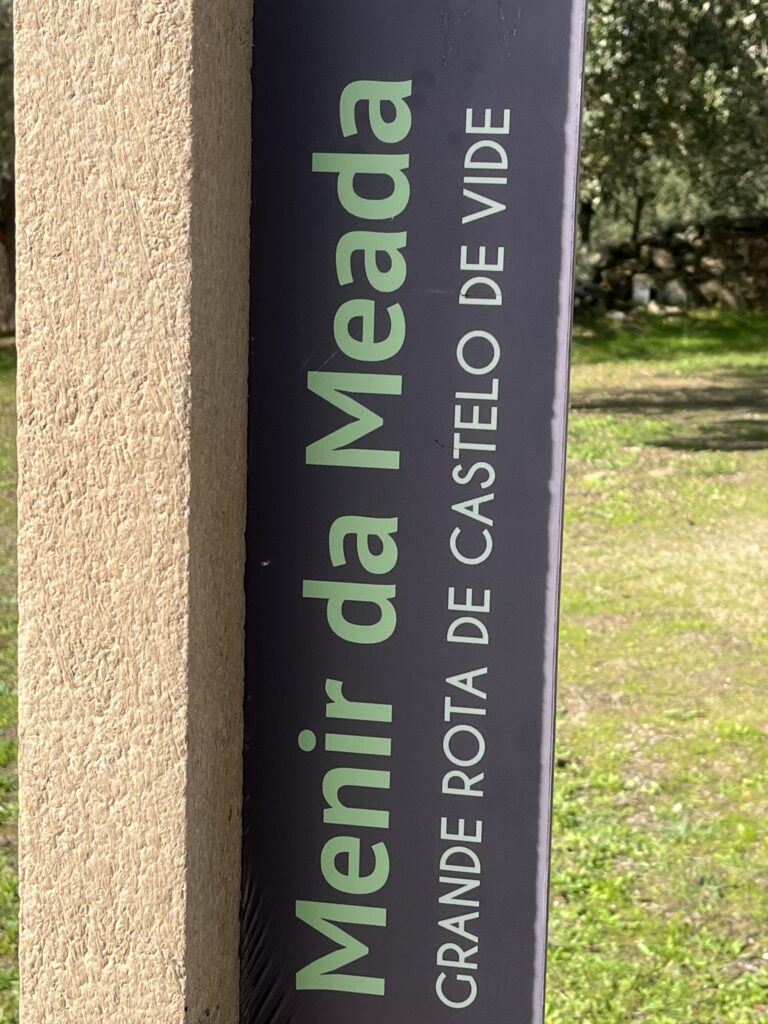 Menir da Meada
GRANDE ROTA DE CASTELO DE VIDE